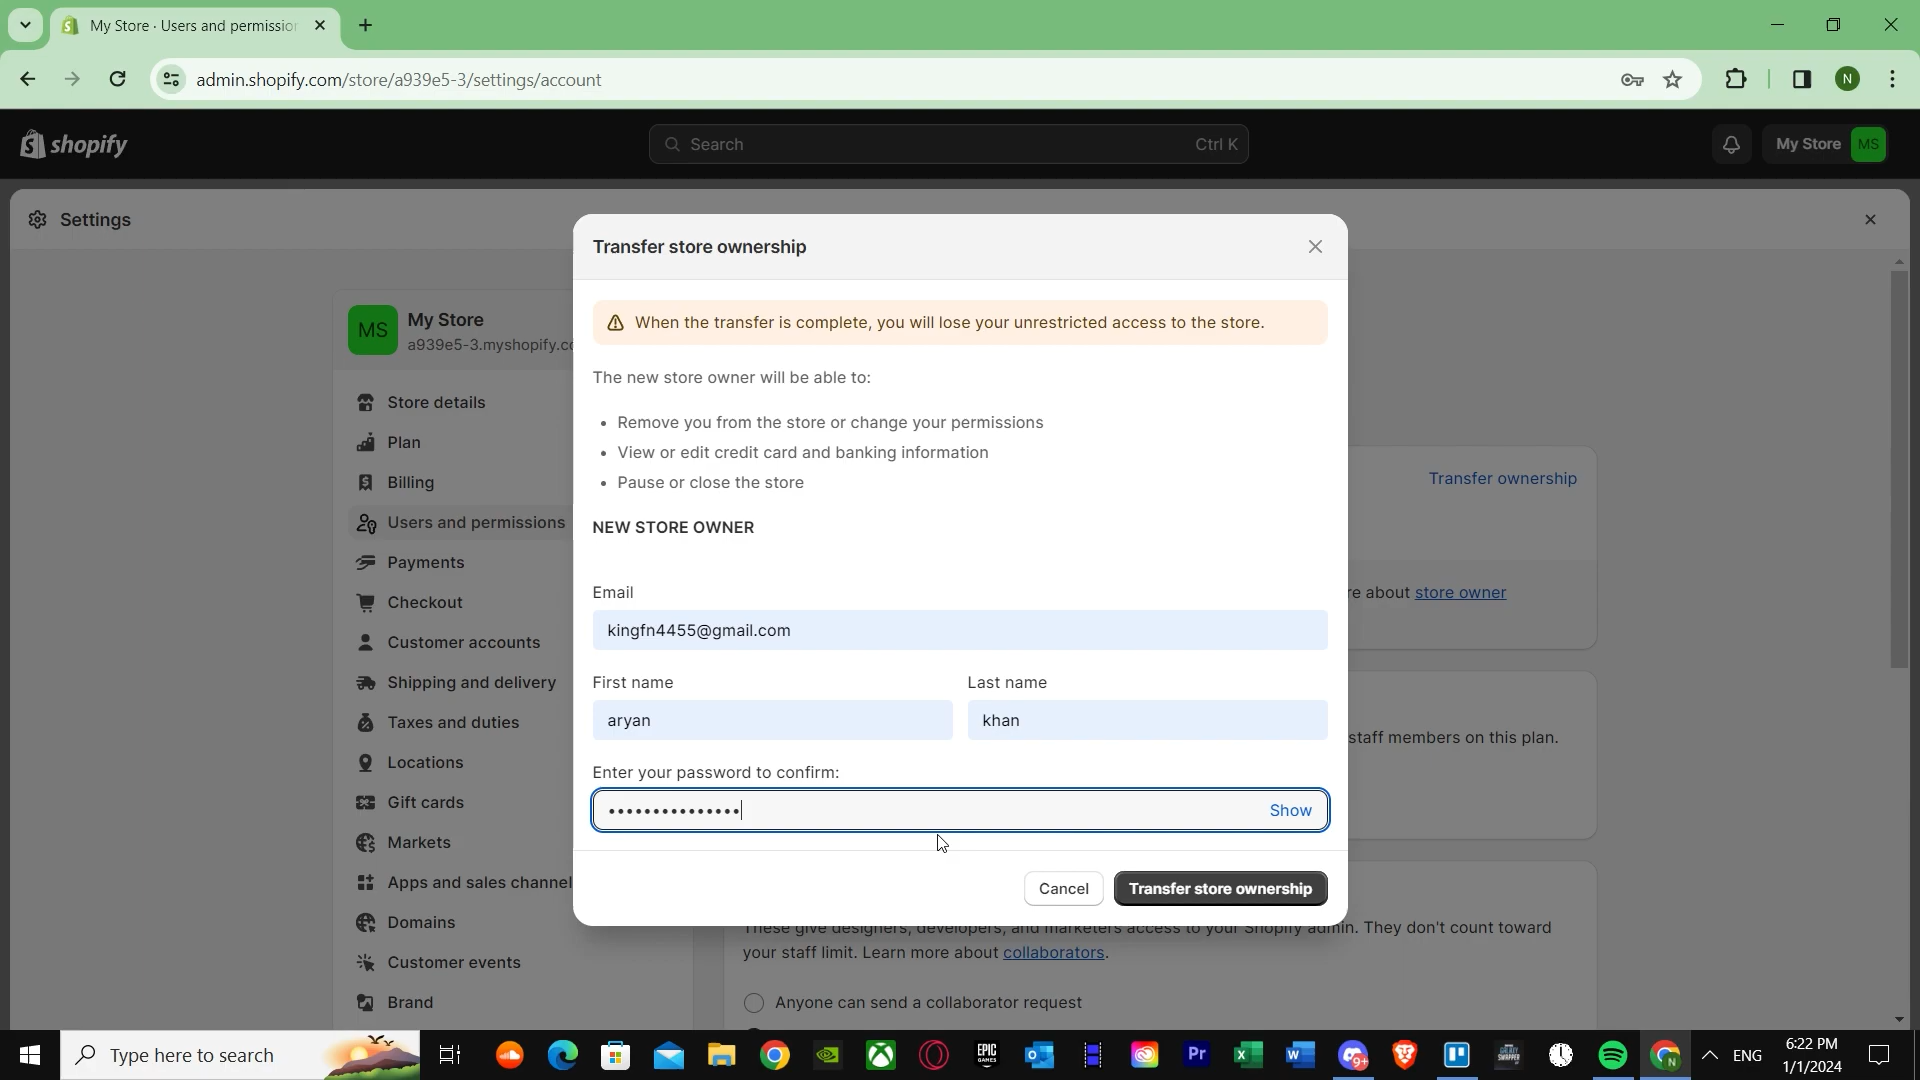 My Store · Users and permission
admin.shopify.com/store/a939e5-3/settings/account
N
shopify
Search
Ctrl K
My Store
MS
Settings
Transfer store ownership
When the transfer is complete, you will lose your unrestricted access to the store.
MS
My Store
a939e5-3.myshopify.co
The new store owner will be able to:
Store details
• Remove you from the store or change your permissions
Plan
• View or edit credit card and banking information
Transfer ownership
Billing
• Pause or close the store
Users and permissions
NEW STORE OWNER
Payments
Email
re about store owner
Checkout
kingfn4455@gmail.com
Customer accounts
Shipping and delivery
First name
Last name
Taxes and duties
aryan
khan
staff members on this plan.
Locations
Enter your password to confirm:
Gift cards
•••••••••••••••
Show
Markets
Apps and sales channel
Cancel
Transfer store ownership
Domains
These give designers, developers, and marketers access to your Shopify admin. They don't count toward
your staff limit. Learn more about collaborators.
Customer events
Brand
Anyone can send a collaborator request
Type here to search
EPIC
GAMES
Pr
9+
N
ENG
6:22 PM
1/1/2024